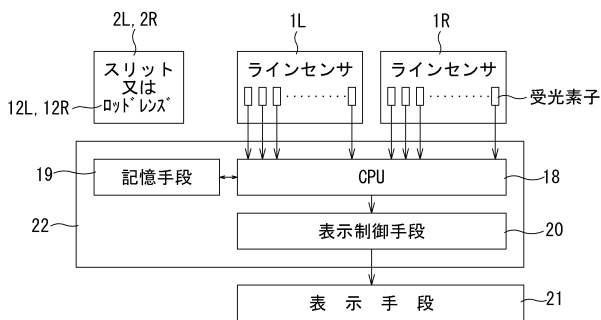 2L, 2R
1L
1R
スリット
又は
ロッドレンズ
12L, 12R
ラインセンサ
ラインセンサ
受光素子
19
記憶手段
CPU
18
22
表示制御手段
20
表 示 手 段
21